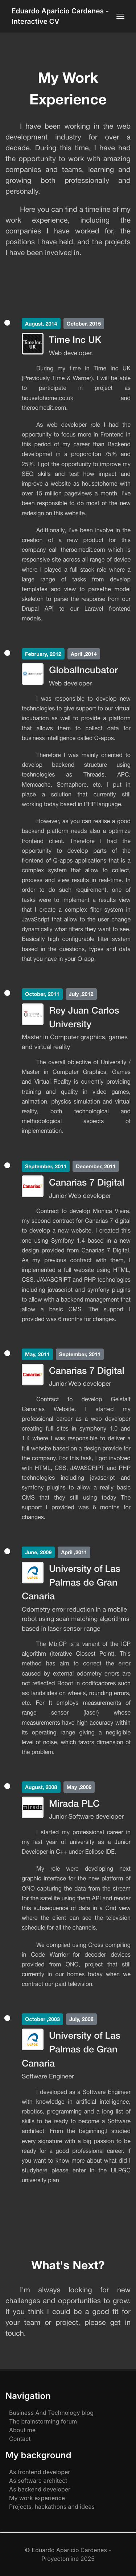 Eduardo Aparicio Cardenes -
Interactive CV
My Work
Experience
I have been working in the web
development industry for over a
decade. During this time, I have had
the opportunity to work with amazing
companies and teams, learning and
growing both professionally and
personally.
Here you can find a timeline of my
work experience, including the
companies I have worked for, the
positions I have held, and the projects
I have been involved in.
August, 2014 October, 2015
Time Inc UK
Time Inc UK
Web developer.
During my time in Time Inc UK
(Previously Time & Warner), I will be able
to participate in project as
housetohome.co.uk and
theroomedit.com.
As web developer role I had the
opportunity to focus more in Frontend in
this period of my career than Backend
developmet in a proporciton 75% and
25%. I got the opportunity to improve my
SEO skills and test how impact and
improve a website as housetohome with
over 15 million pageviews a month. I've
been responsible to do most of the new
redesign on this website.
Additionally, I've been involve in the
creation of a new product for this
company call theroomedit.com which is
responsive site across all range of device
where I played a full stack role where a
large range of tasks from develop
templates and view to parsethe model
skeleton to parse the response from our
Drupal API to our Laravel frontend
models.
February, 2012 April ,2014
GlobalIncubator
Web developer
I was responsible to develop new
technologies to give support to our virtual
incubation as well to provide a platform
that allows them to collect data for
business intelligence called Q-apps.
Therefore I was mainly oriented to
develop backend structure using
technologies as Threads, APC,
Memcache, Semaphore, etc. I put in
place a solution that currently still
working today based in PHP language.
However, as you can realise a good
backend platform needs also a optimize
frontend client. Therefore I had the
opportunity to develop parts of the
frontend of Q-apps applications that is a
complex system that allow to collect,
process and view results in real-time. In
order to do such requirement, one of
tasks were to implement a results view
that I create a complex filter system in
JavaScript that allow to the user change
dynamically what filters they want to see.
Basically high configurable filter system
based in the questions, types and data
that you have in your Q-app.
October, 2011 July ,2012
Rey Juan Carlos
University
Master in Computer graphics, games
and virtual reality
The overall objective of University /
Master in Computer Graphics, Games
and Virtual Reality is currently providing
training and quality in video games,
animation, physics simulation and virtual
reality, both technological and
methodological aspects of
implementation.
September, 2011 December, 2011
Canarias7
Canarias 7 Digital
Junior Web developer
Contract to develop Monica Vieira.
my second contract for Canarias 7 digital
to develop a new website. I created this
one using Symfony 1.4 based in a new
design provided from Canarias 7 Digital.
As my previous contract with them, I
implemented a full website using HTML,
CSS, JAVASCRIPT and PHP technologies
including javascript and symfony plugins
to allow with a backend management that
allow a basic CMS. The support I
provided was 6 months for changes.
May, 2011 September, 2011
Canarias7
Canarias 7 Digital
Junior Web developer
Contract to develop Gelstalt
Canarias Website. I started my
professional career as a web developer
creating full sites in symphony 1.0 and
1.4 where I was responsible to deliver a
full website based on a design provide for
the company. For this task, I got involved
with HTML, CSS, JAVASCRIPT and PHP
technologies including javascript and
symfony plugins to allow a really basic
CMS that they still using today The
support I provided was 6 months for
changes.
June, 2009 April ,2011
University of Las
Palmas de Gran
Canaria
Odometry error reduction in a mobile
robot using scan matching algorithms
based in laser sensor range
The MbICP is a variant of the ICP
algorithm (Iterative Closest Point). This
method has aim to correct the error
caused by external odometry errors are
not reflected Robot in codificadores such
as: landslides on wheels, rounding errors,
etc. For It employs measurements of
range sensor (laser) whose
measurements have high accuracy within
its operating range giving a negligible
level of noise, which favors dimension of
the problem.
August, 2008 May ,2009
Mirada PLC
Junior Software developer
I started my professional career in
my last year of university as a Junior
Developer in C++ under Eclipse IDE.
My role were developing next
graphic interface for the new platform of
ONO capturing the data from the stream
for the satellite using them API and render
this subsequence of data in a Grid view
where the client can see the television
schedule for all the channels.
We compiled using Cross compiling
in Code Warrior for decoder devices
provided from ONO, project that still
currently in our homes today when we
contract our paid television.
October ,2003 July, 2008
University of Las
Palmas de Gran
Canaria
Software Engineer
I developed as a Software Engineer
with knowledge in artificial intelligence,
robotics, programming and a long list of
skills to be ready to become a Software
architect. From the beginning,I studied
every signature with a big passion to be
ready for a good professional career. If
you want to know more about what did I
studyhere please enter in the ULPGC
university plan
What's Next?
I'm always looking for new
challenges and opportunities to grow.
If you think I could be a good fit for
your team or project, please get in
touch.
Navigation
Business And Technology blog
The brainstorming forum
About me
Contact
My background
As frontend developer
As software architect
As backend developer
My work experience
Projects, hackathons and ideas
© Eduardo Aparicio Cardenes -
Proyectonline 2025